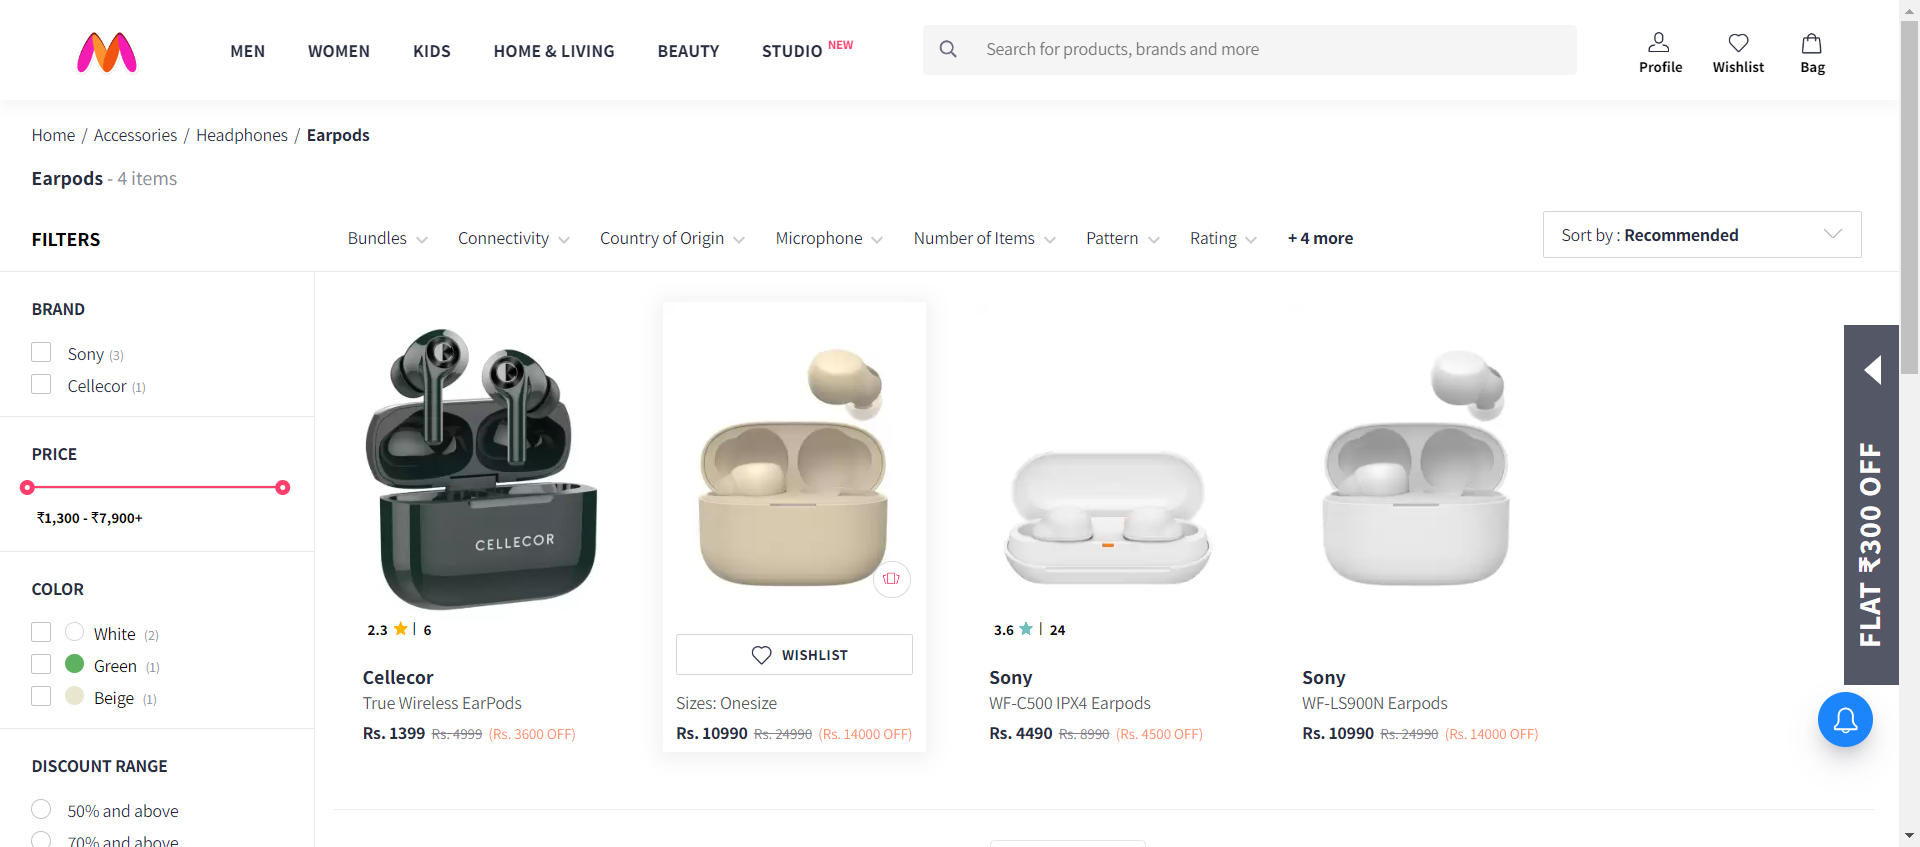 MEN WOMEN KIDS HOME & LIVING BEAUTY STUDIO NEW
Search for products, brands and more
Profile Wishlist Bag
Home / Accessories / Headphones / Earpods
Earpods - 4 items
FILTERS
Bundles Connectivity Country of Origin Microphone Number of Items Pattern Rating + 4 more
Sort by : Recommended
BRAND
Sony (3)
Cellecor (1)
PRICE
₹1,300 - ₹7,900+
COLOR
White (2)
Green (1)
Beige (1)
DISCOUNT RANGE
50% and above
70% and above
CELLECOR
2.3 | 6
Cellecor
True Wireless EarPods
Rs. 1399 Rs. 4999 (Rs. 3600 OFF)
WISHLIST
Sizes: Onesize
Rs. 10990 Rs. 24990 (Rs. 14000 OFF)
3.6 | 24
Sony
WF-C500 IPX4 Earpods
Rs. 4490 Rs. 8990 (Rs. 4500 OFF)
Sony
WF-LS900N Earpods
Rs. 10990 Rs. 24990 (Rs. 14000 OFF)
FLAT ₹300 OFF